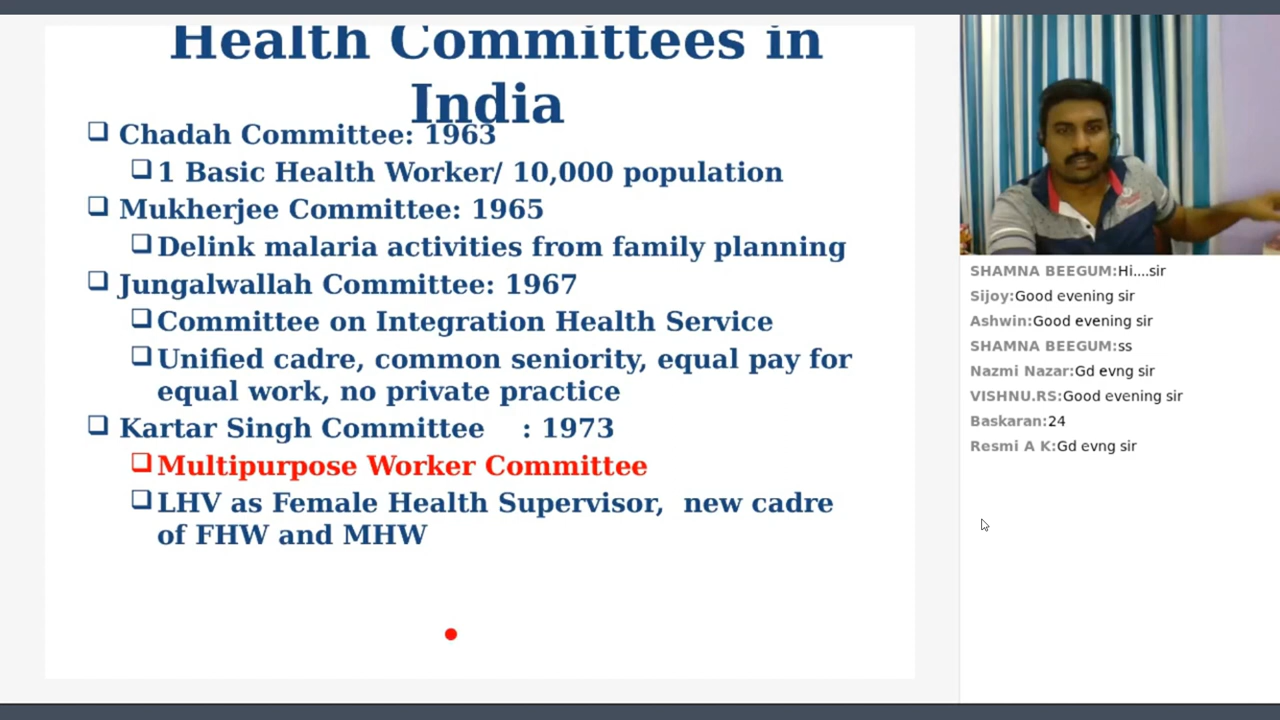 Health Committees in
India
❑ Chadah Committee: 1963
❑1 Basic Health Worker/ 10,000 population
❑ Mukherjee Committee: 1965
❑Delink malaria activities from family planning
❑ Jungalwallah Committee: 1967
❑Committee on Integration Health Service
❑Unified cadre, common seniority, equal pay for
equal work, no private practice
❑ Kartar Singh Committee : 1973
❑Multipurpose Worker Committee
❑LHV as Female Health Supervisor, new cadre
of FHW and MHW
SHAMNA BEEGUM:Hi....sir
Sijoy:Good evening sir
Ashwin:Good evening sir
SHAMNA BEEGUM:ss
Nazmi Nazar:Gd evng sir
VISHNU.RS:Good evening sir
Baskaran:24
Resmi A K:Gd evng sir